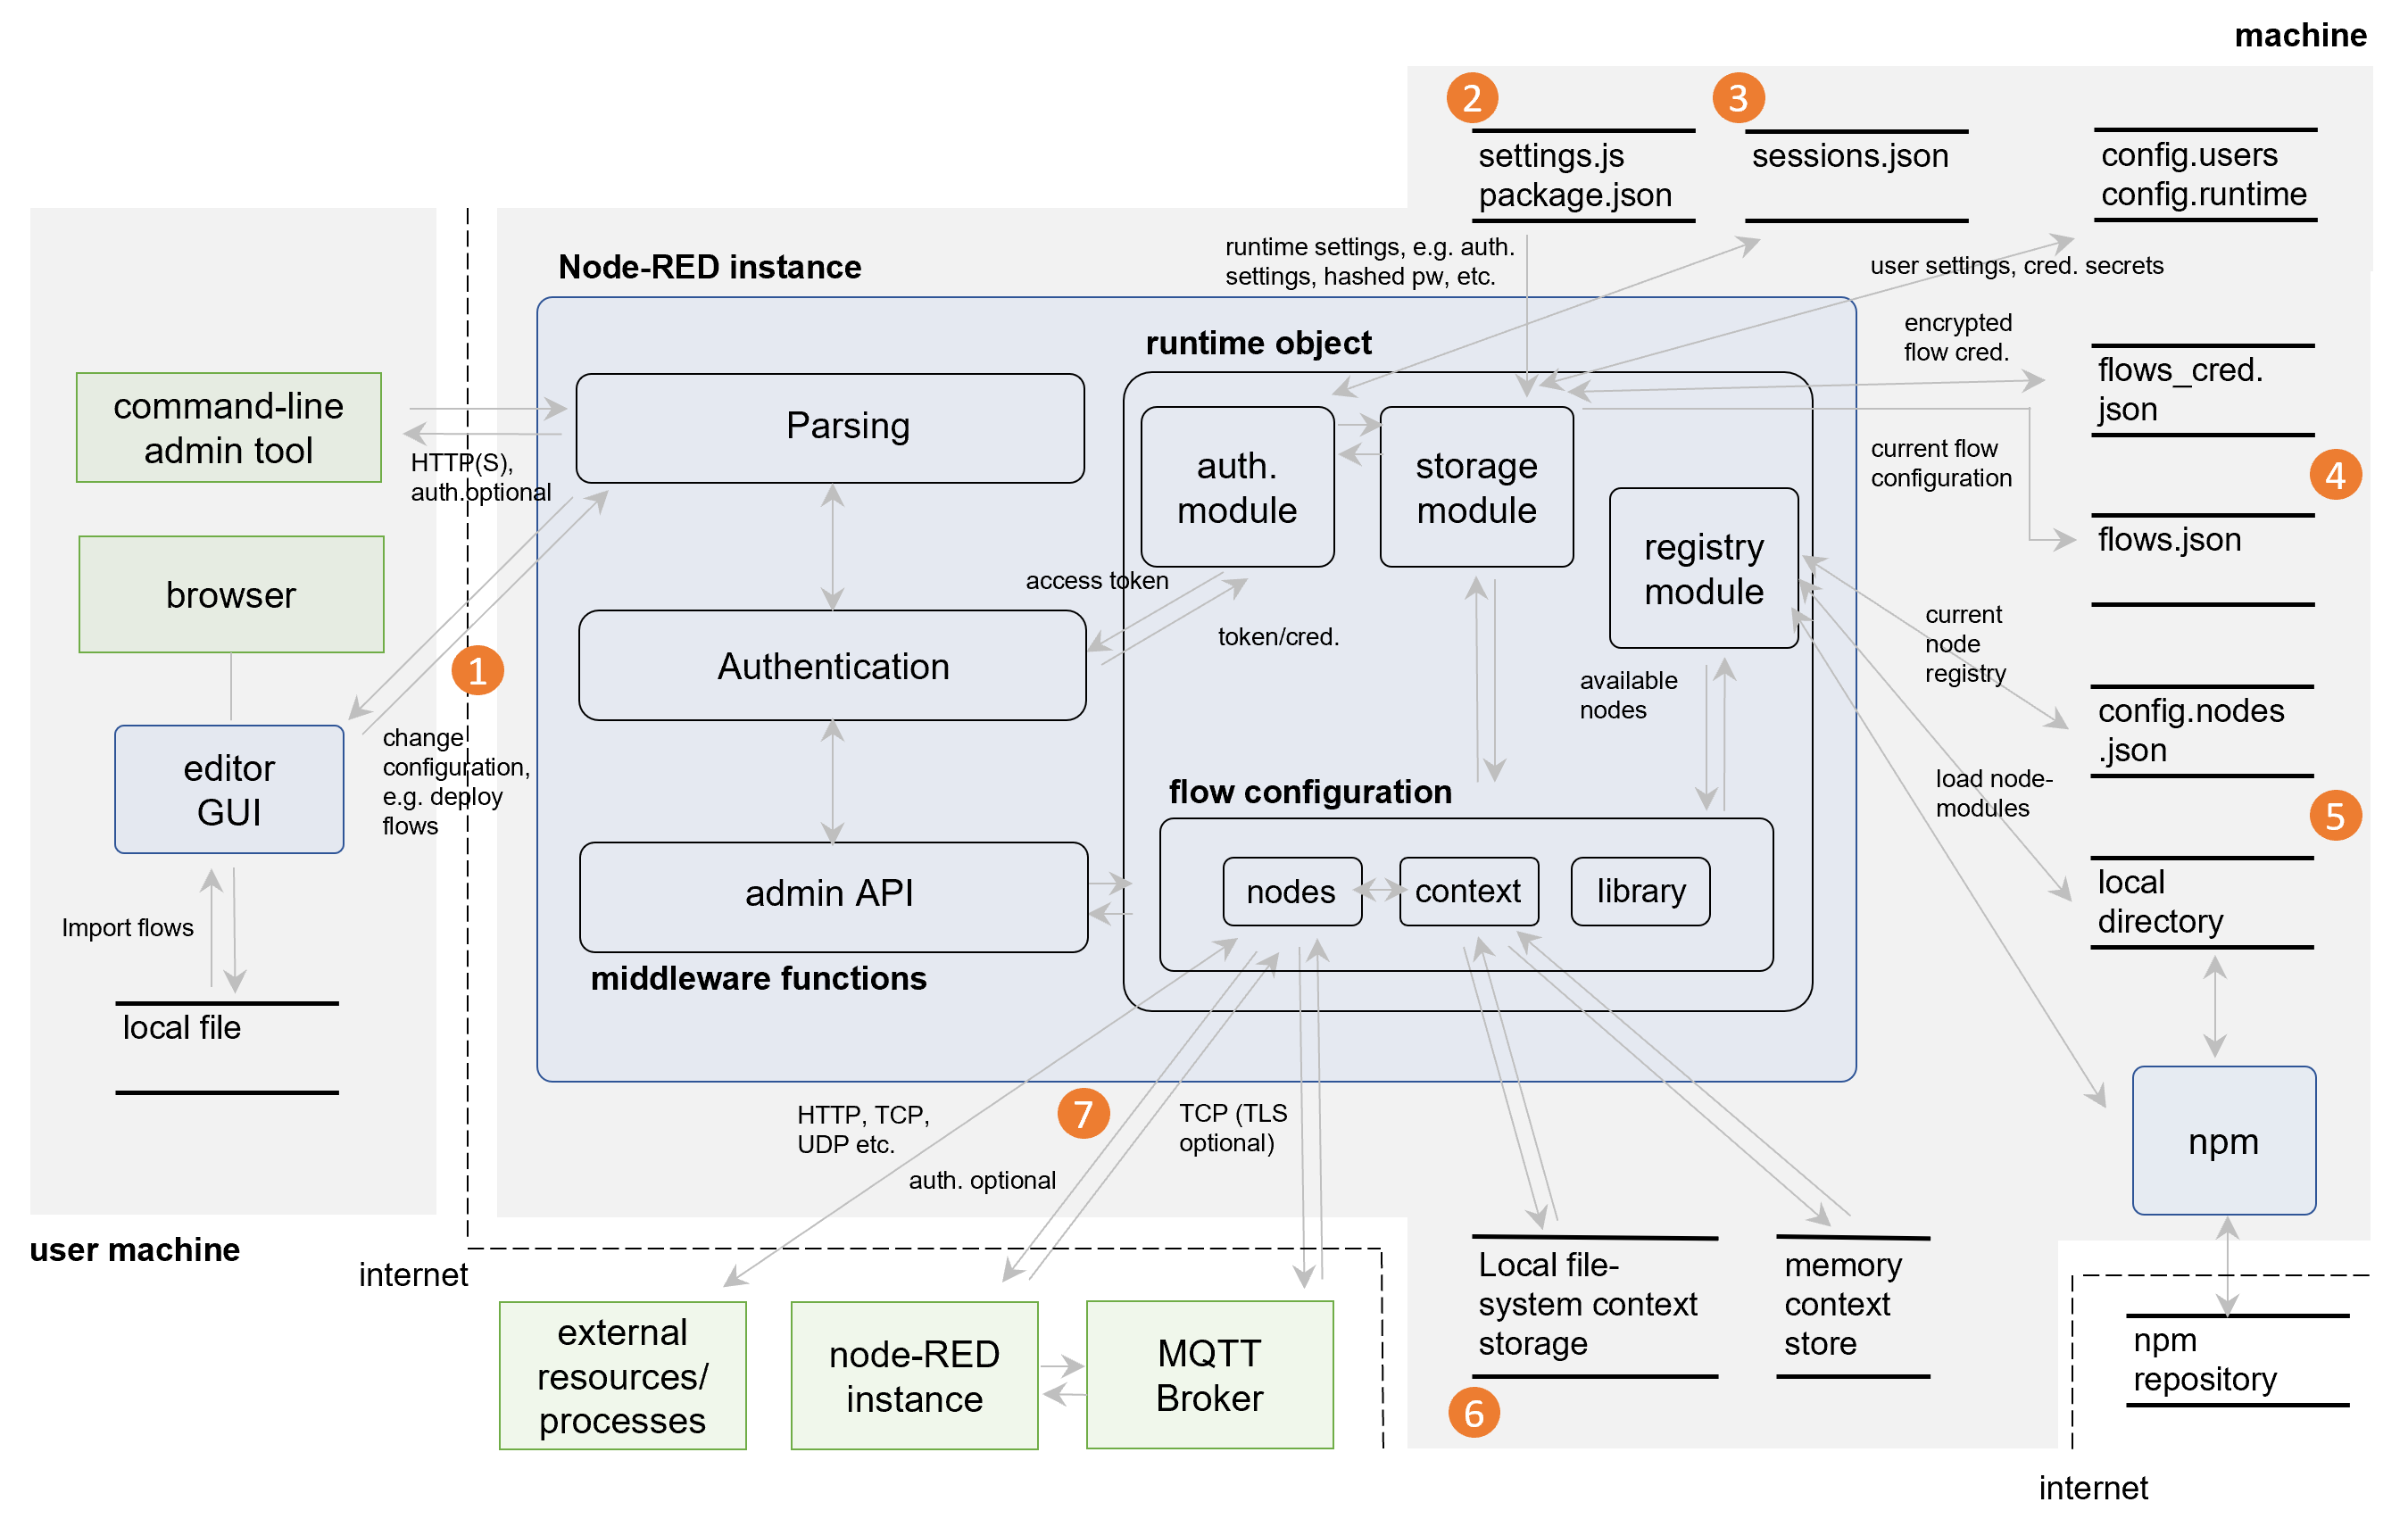 machine
2
3
settings.js
package.json
sessions.json
config.users
config.runtime
runtime settings, e.g. auth.
settings, hashed pw, etc.
user settings, cred. secrets
Node-RED instance
runtime object
encrypted
flow cred.
flows_cred.
json
command-line
admin tool
Parsing
HTTP(S),
auth.optional
auth.
module
storage
module
current flow
configuration
4
registry
module
flows.json
browser
access token
token/cred.
current
node
registry
1
Authentication
available
nodes
config.nodes
.json
editor
GUI
change
configuration,
e.g. deploy
flows
flow configuration
load node-
modules
5
admin API
nodes
context
library
local
directory
Import flows
middleware functions
local file
HTTP, TCP,
UDP etc.
7
TCP (TLS
optional)
auth. optional
npm
user machine
internet
external
resources/
processes
node-RED
instance
MQTT
Broker
Local file-
system context
storage
memory
context
store
6
npm
repository
internet